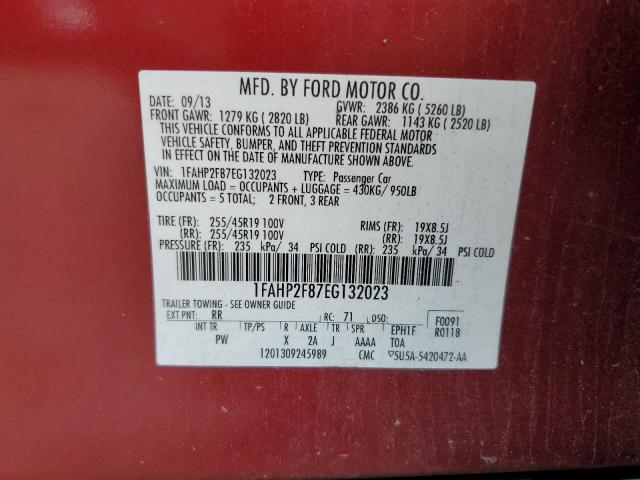 MFD. BY FORD MOTOR CO.
DATE: 09/13 GVWR: 2386 KG ( 5260 LB)
FRONT GAWR: 1279 KG ( 2820 LB) REAR GAWR: 1143 KG ( 2520 LB)
THIS VEHICLE CONFORMS TO ALL APPLICABLE FEDERAL MOTOR
VEHICLE SAFETY, BUMPER, AND THEFT PREVENTION STANDARDS
IN EFFECT ON THE DATE OF MANUFACTURE SHOWN ABOVE.
VIN: 1FAHP2F87EG132023 TYPE: Passenger Car
MAXIMUM LOAD = OCCUPANTS + LUGGAGE = 430KG/ 950LB
OCCUPANTS = 5 TOTAL; 2 FRONT, 3 REAR
TIRE (FR): 255/45R19 100V RIMS (FR): 19X8.5J
(RR): 255/45R19 100V (RR): 19X8.5J
PRESSURE (FR): 235 kPa/ 34 PSI COLD (RR): 235 kPa/ 34 PSI COLD
1FAHP2F87EG132023
TRAILER TOWING - SEE OWNER GUIDE
EXT PNT: RR RC: 71 DSO: F0091
INT TR TP/PS R AXLE TR SPR EPH1F R0118
PW X 2A J AAAA TOA
1201309245989 CMC 5U5A-5420472-AA